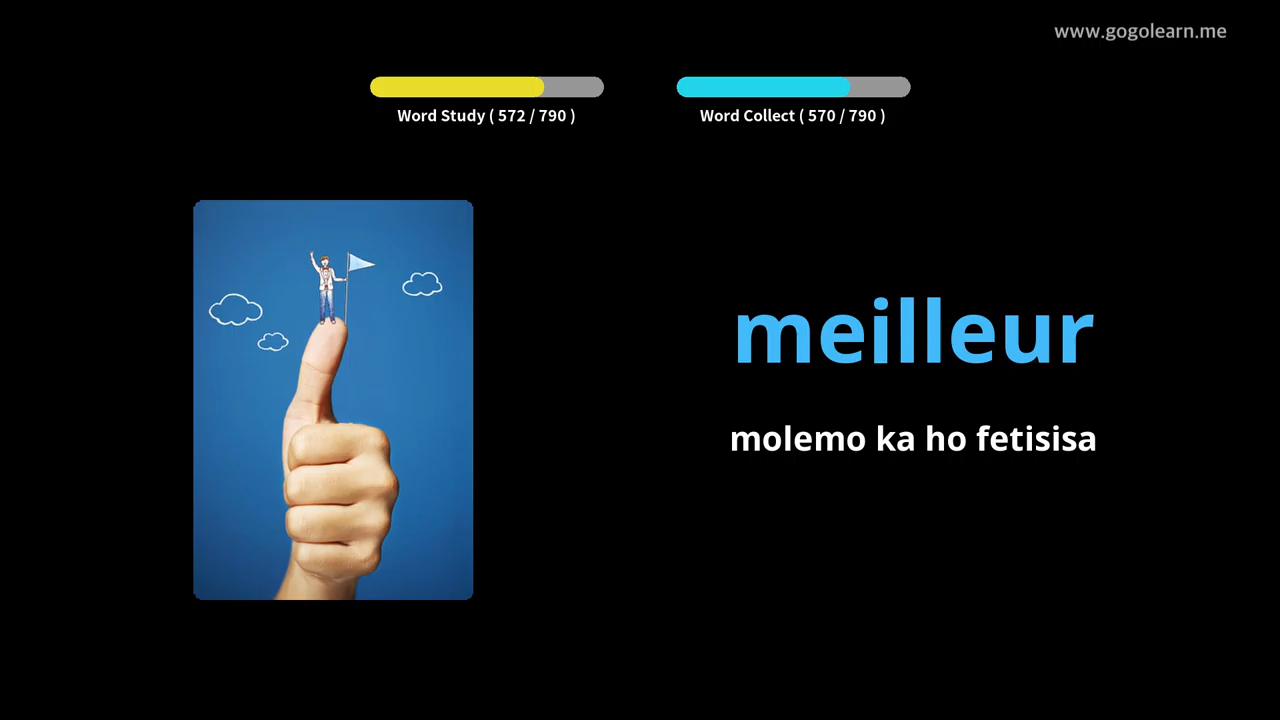 www.gogolearn.me
Word Study ( 572 / 790 )
Word Collect ( 570 / 790 )
meilleur
molemo ka ho fetisisa